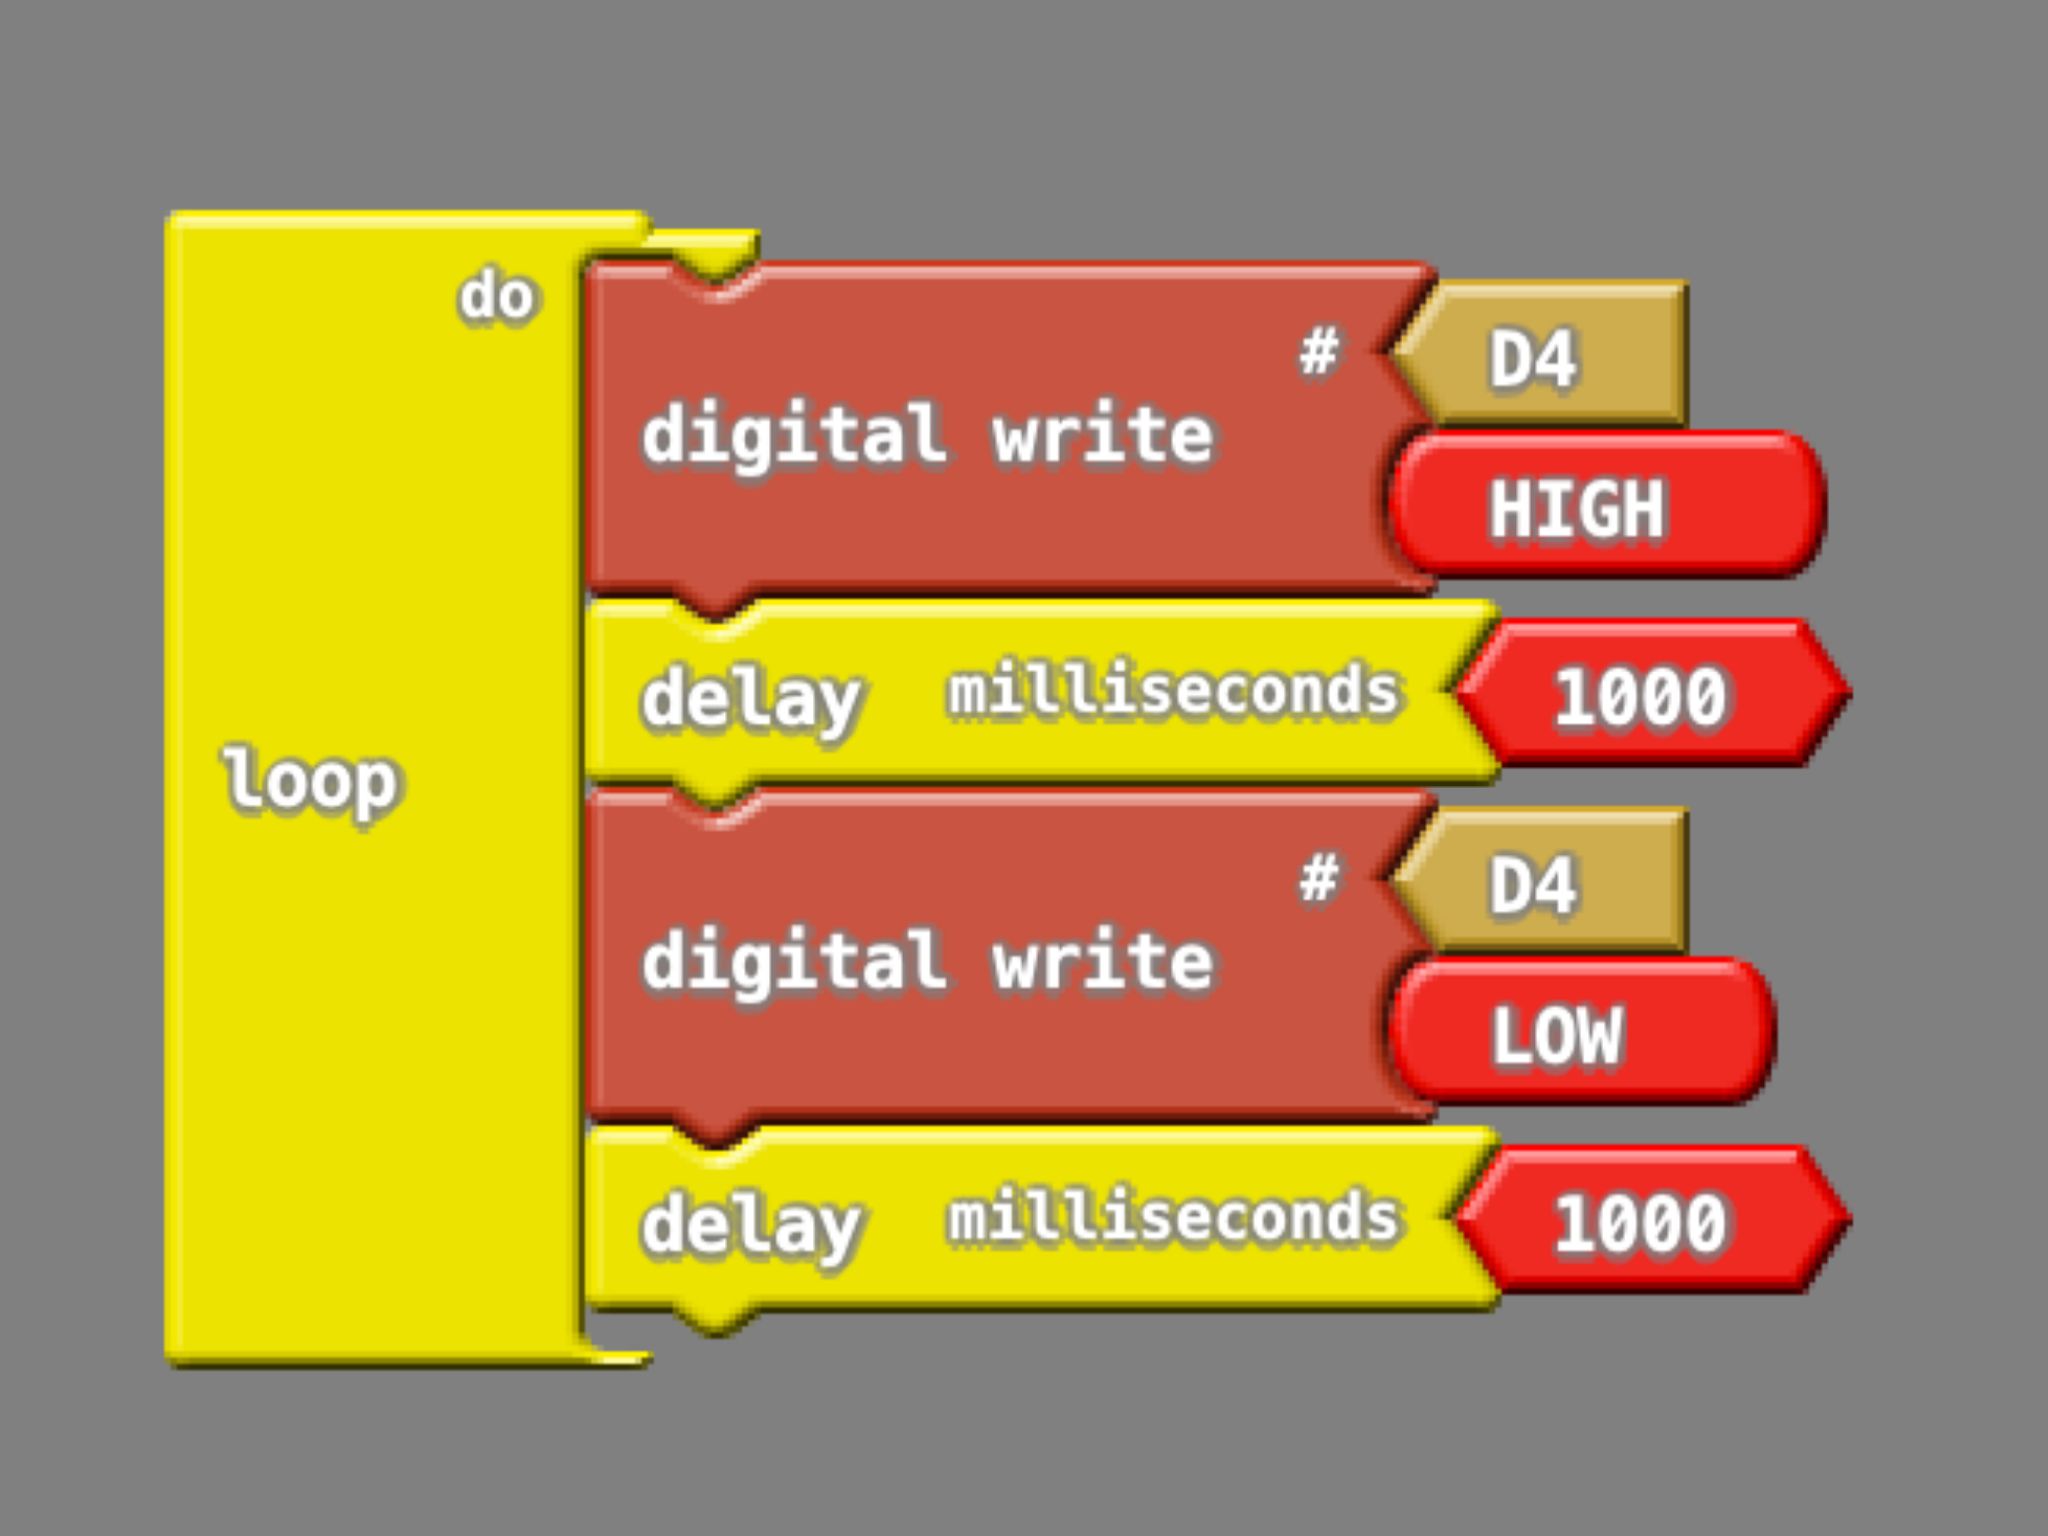 do
# D4
digital write
HIGH
delay milliseconds 1000
loop
# D4
digital write
LOW
delay milliseconds 1000